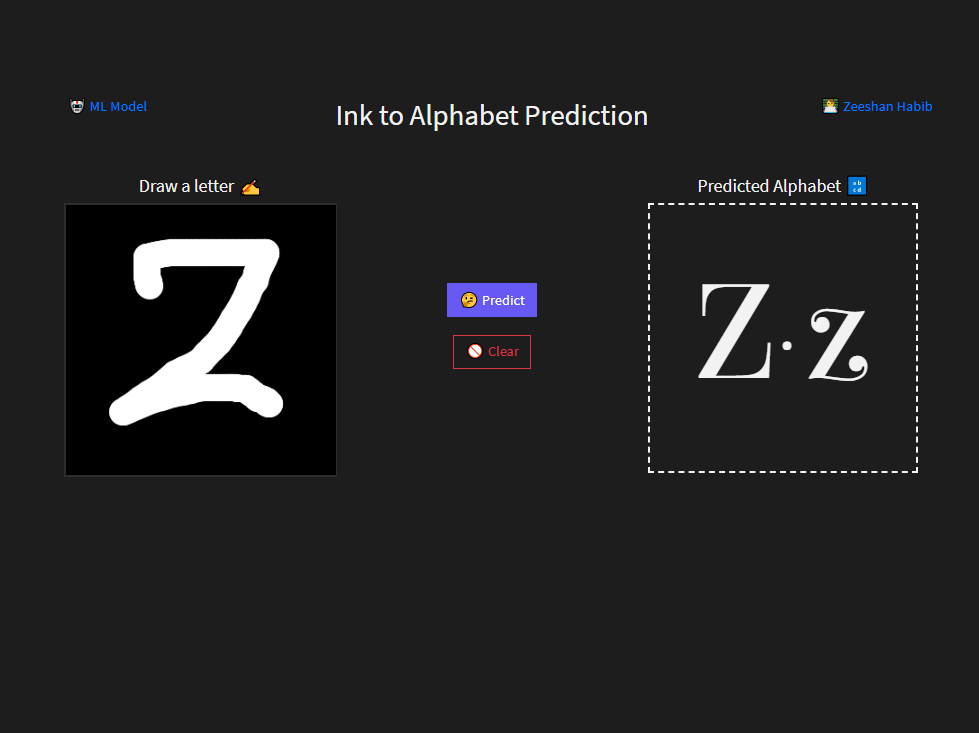 ML Model
Ink to Alphabet Prediction
Zeeshan Habib
Draw a letter
Predicted Alphabet
Z
Z·z
Predict
Clear